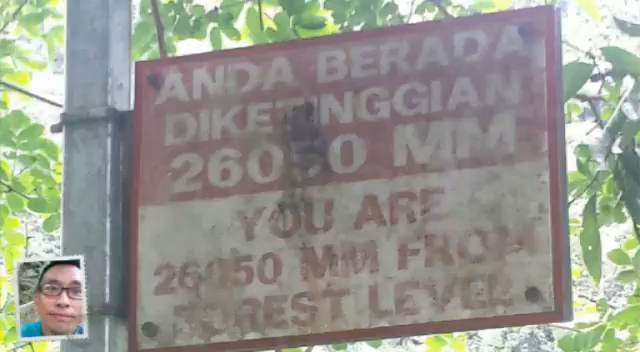 ANDA BERADA
DIKETINGGIAN
26050 MM
YOU ARE
26050 MM FROM
FOREST LEVEL